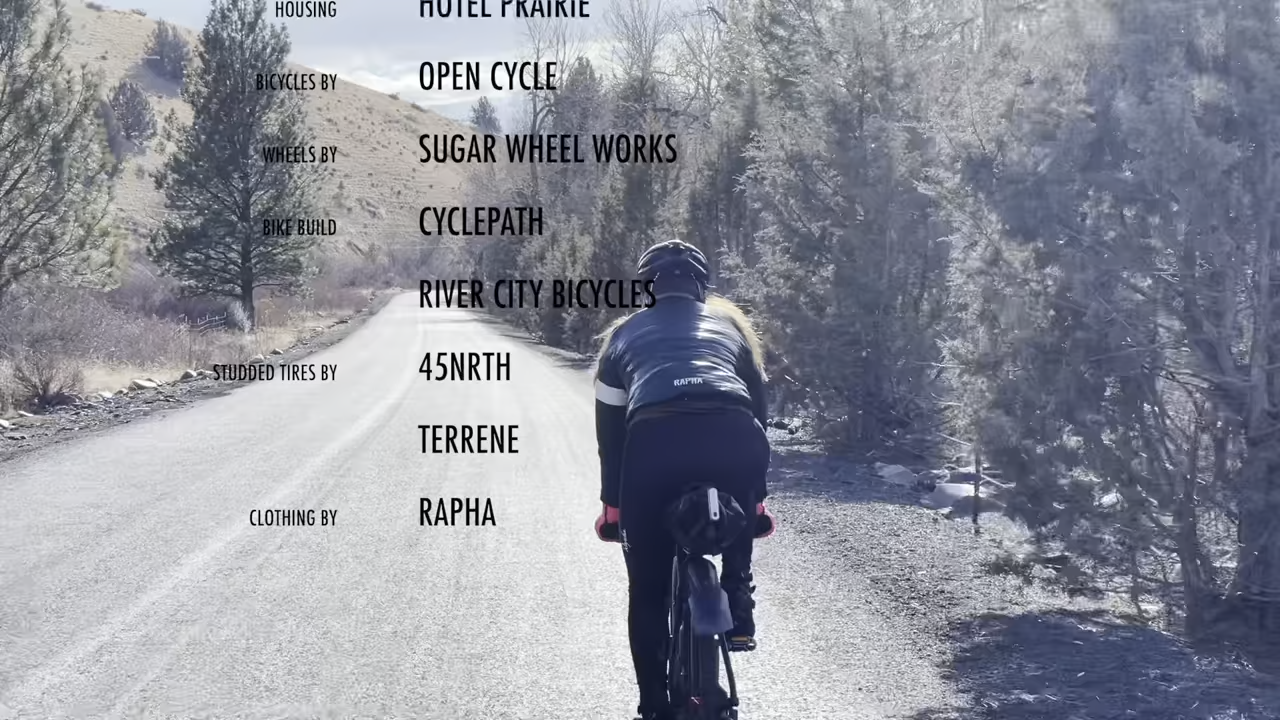 HOUSING HOTEL PRAIRIE
BICYCLES BY OPEN CYCLE
WHEELS BY SUGAR WHEEL WORKS
BIKE BUILD CYCLEPATH
RIVER CITY BICYCLES
STUDDED TIRES BY 45NRTH
TERRENE
CLOTHING BY RAPHA
RAPHA